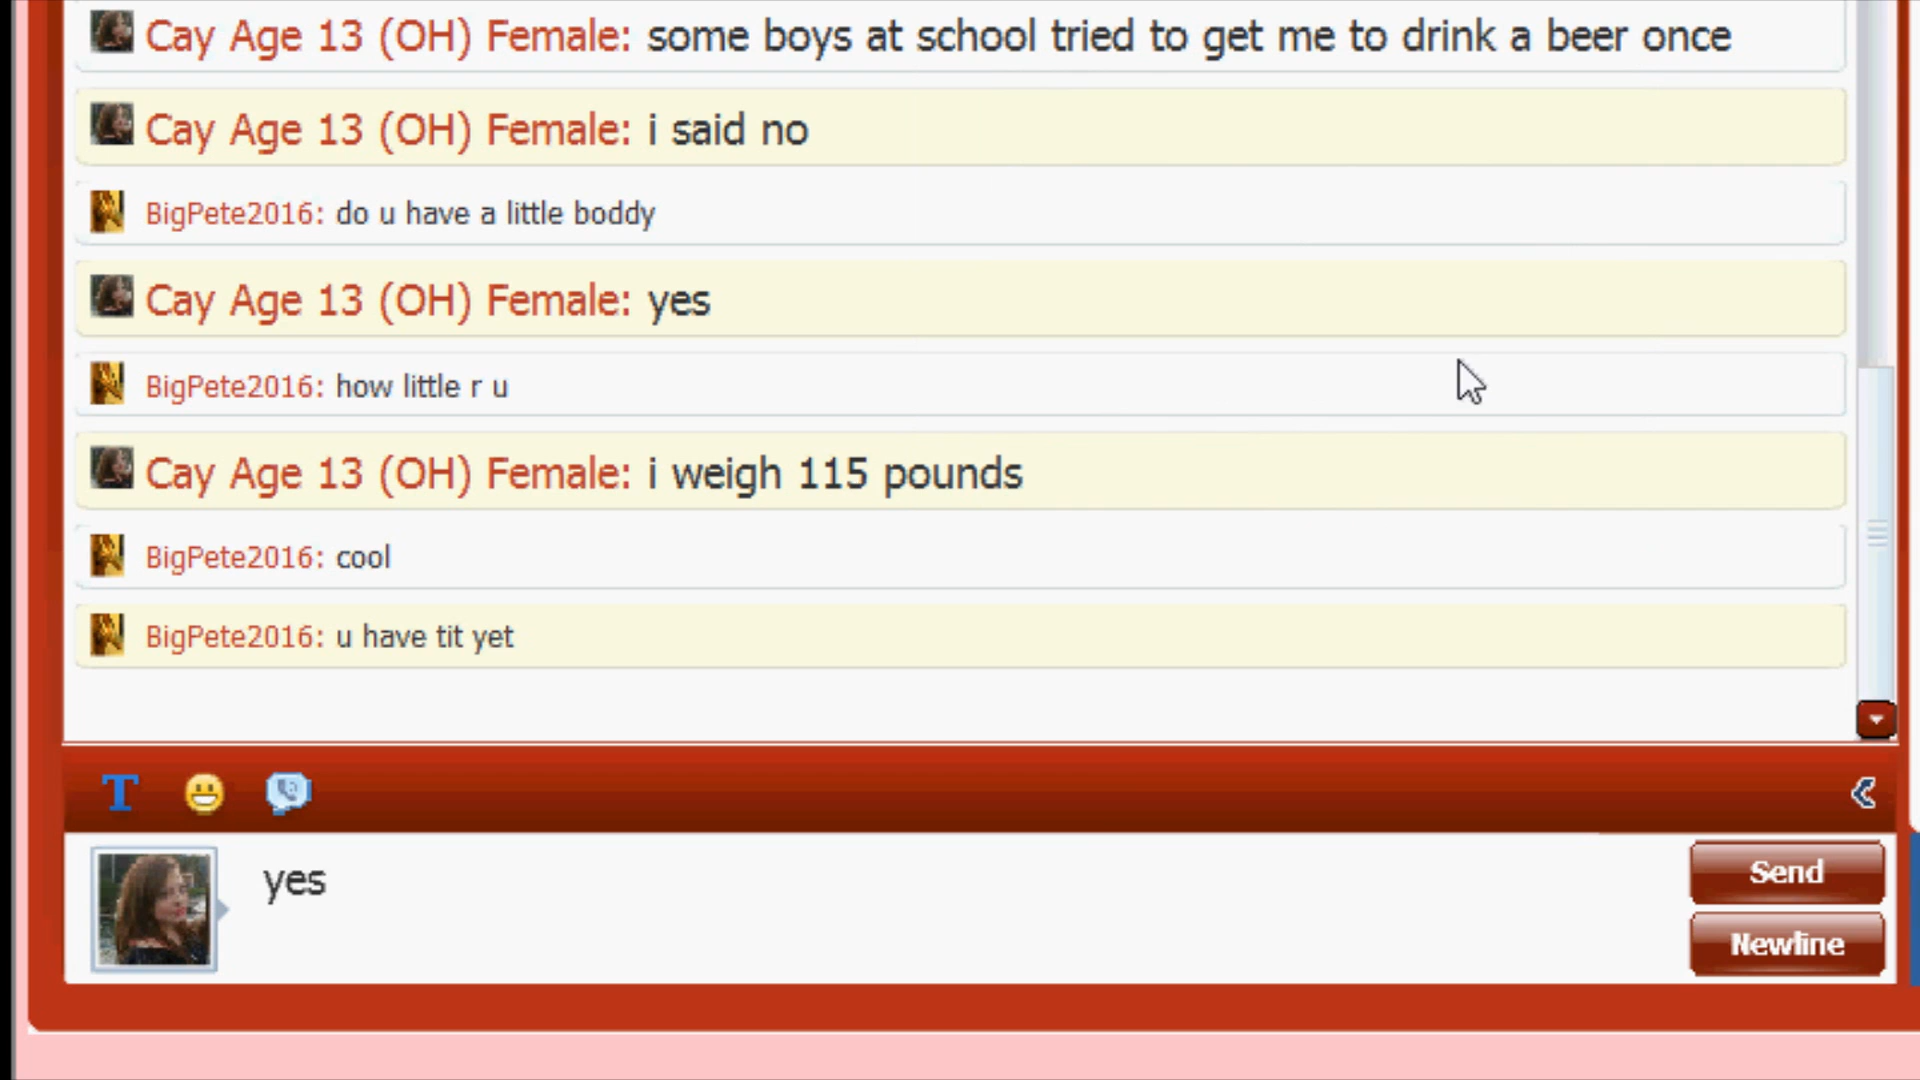 Cay Age 13 (OH) Female: some boys at school tried to get me to drink a beer once
Cay Age 13 (OH) Female: i said no
BigPete2016: do u have a little boddy
Cay Age 13 (OH) Female: yes
BigPete2016: how little r u
Cay Age 13 (OH) Female: i weigh 115 pounds
BigPete2016: cool
BigPete2016: u have tit yet
T
yes
Send
Newline